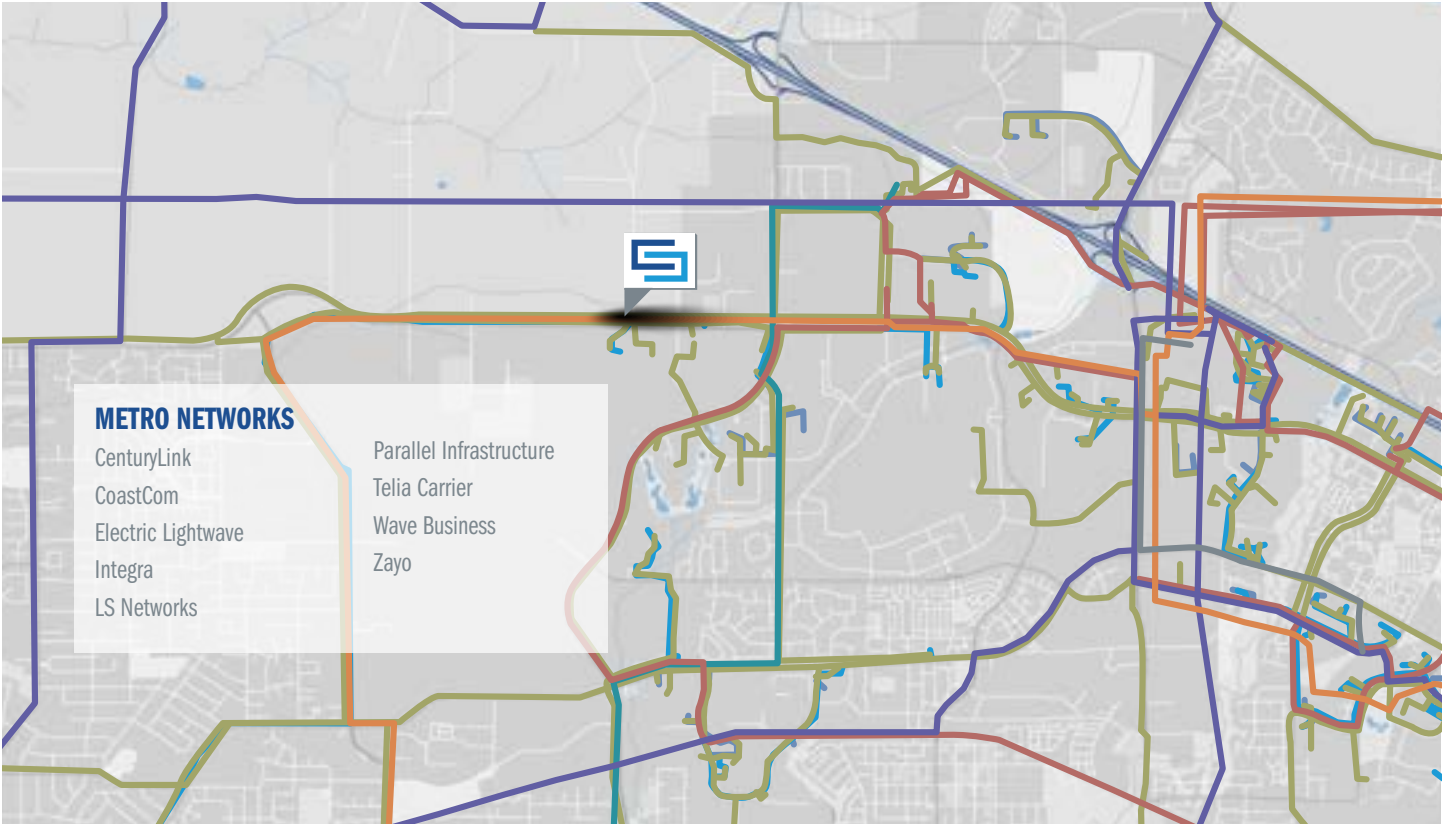 METRO NETWORKS
CenturyLink
CoastCom
Electric Lightwave
Integra
LS Networks
Parallel Infrastructure
Telia Carrier
Wave Business
Zayo